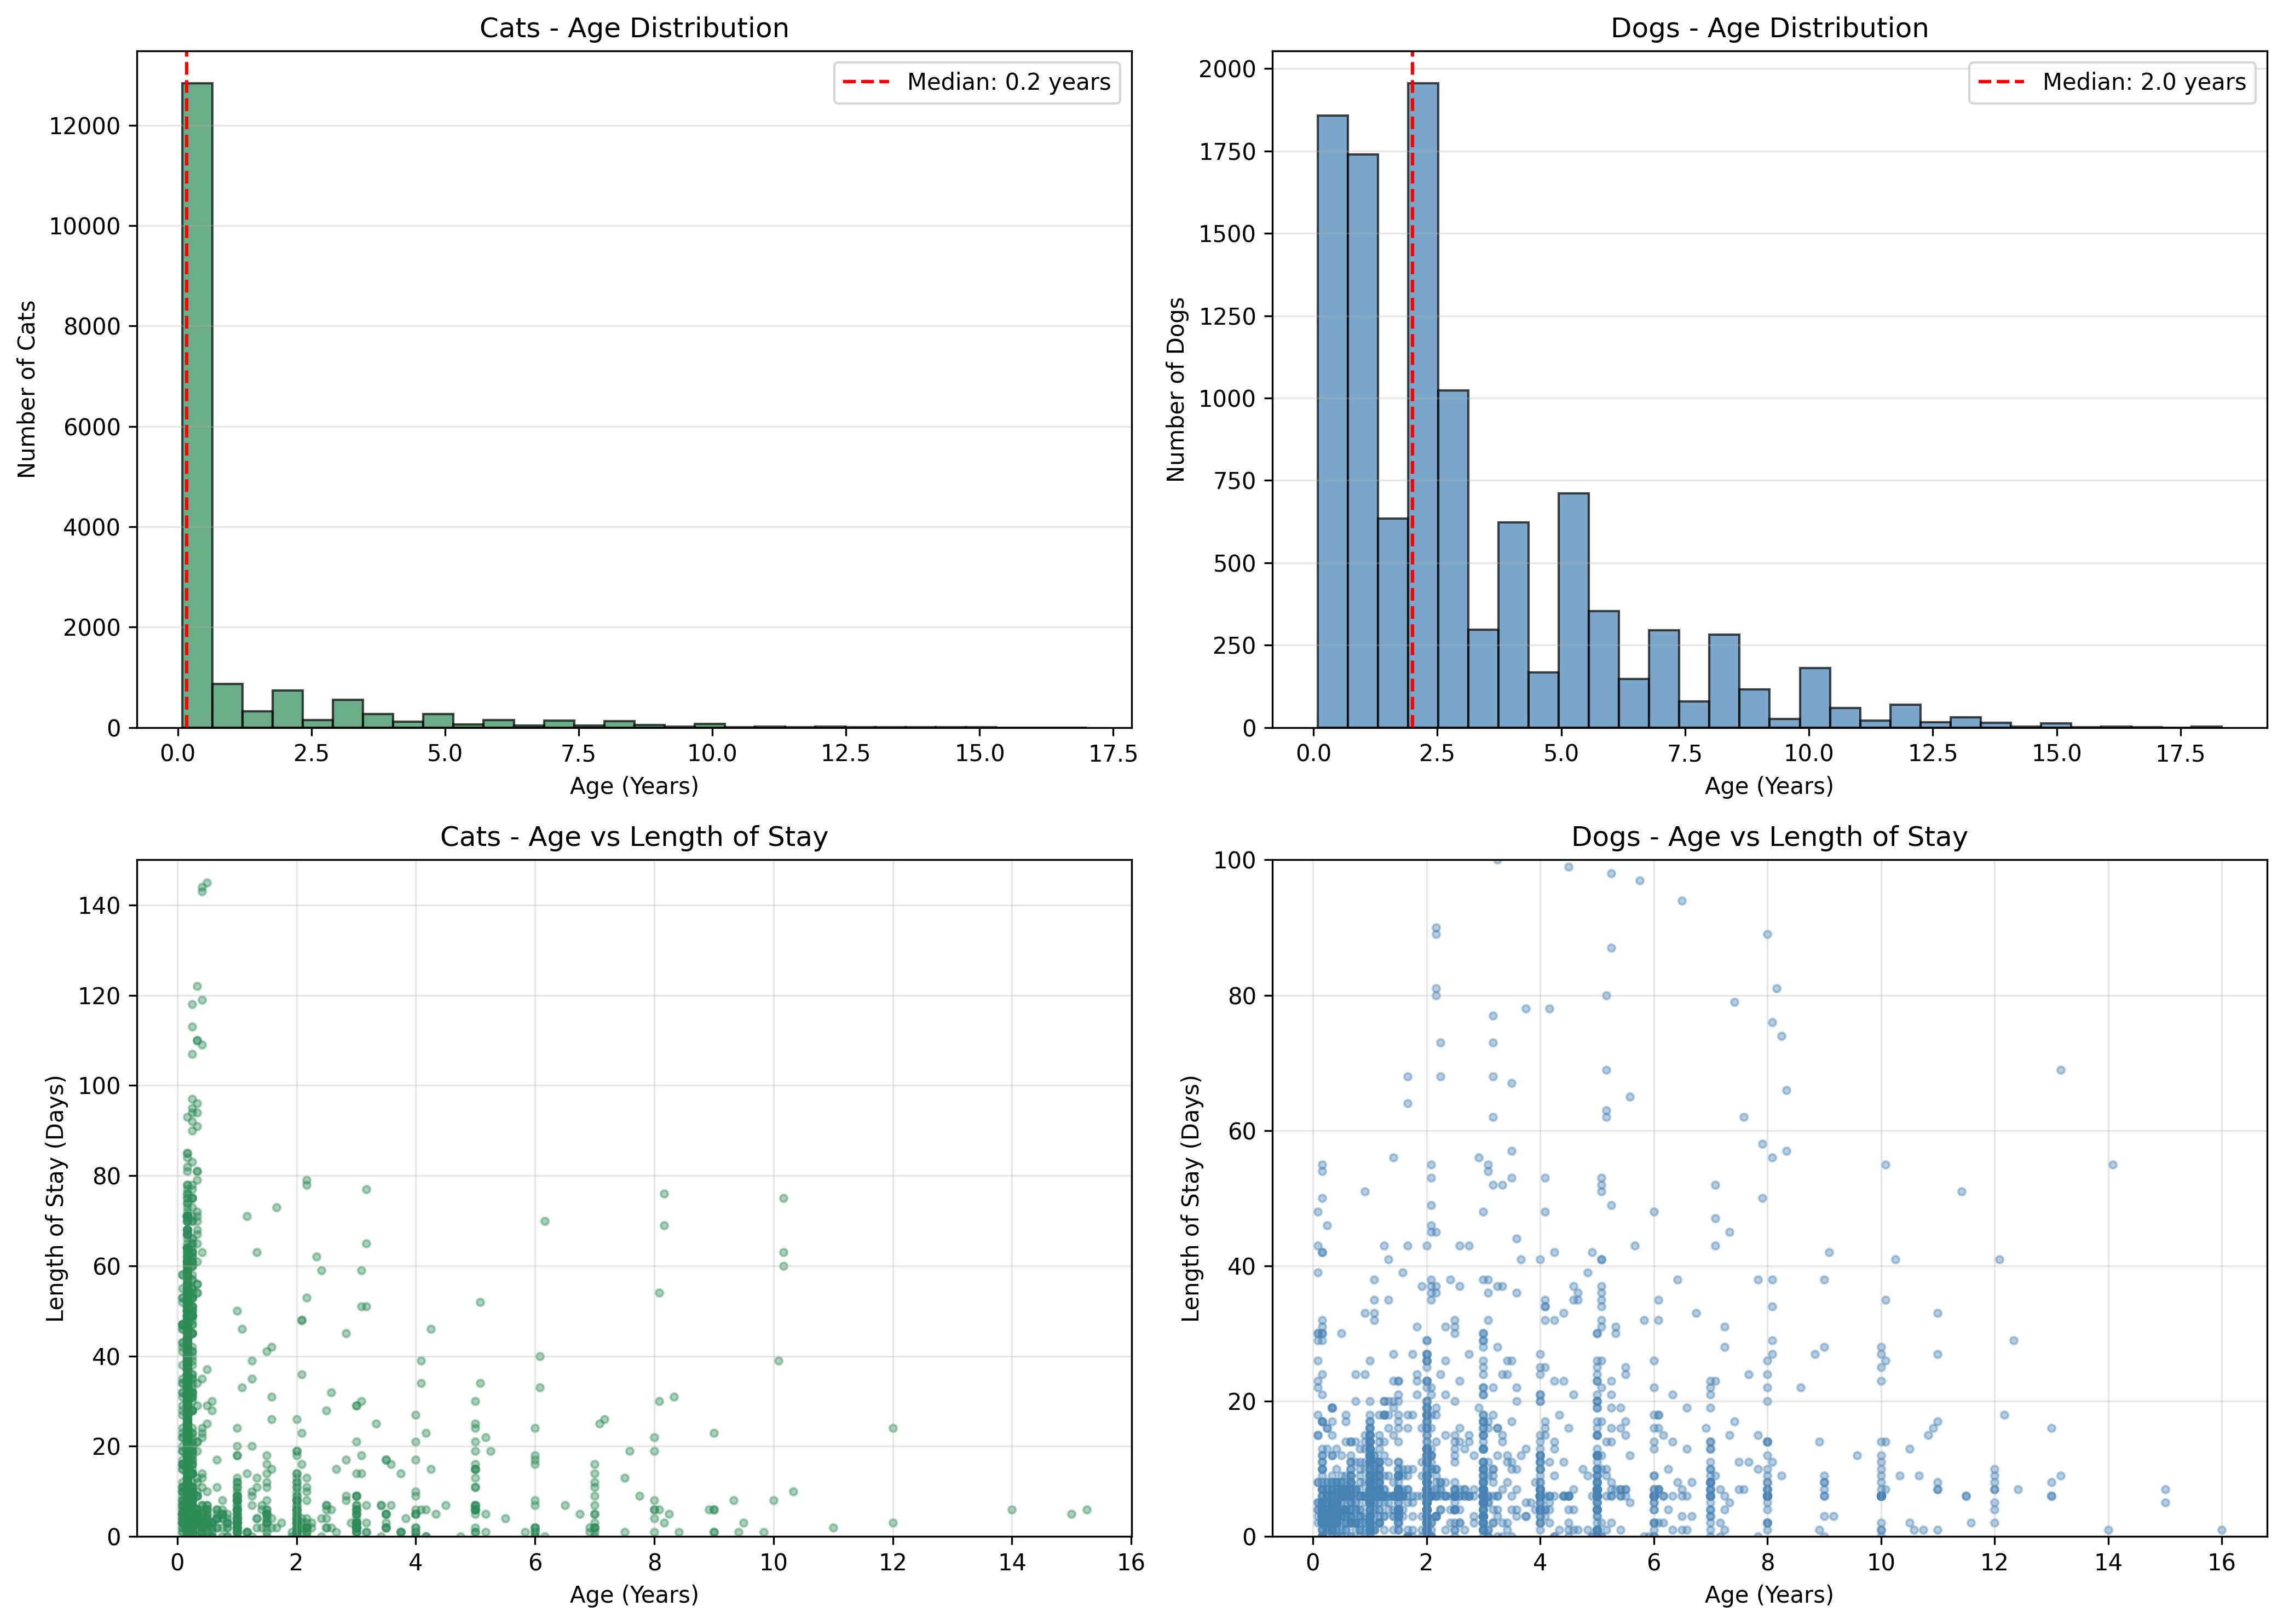 Cats - Age Distribution
Number of Cats
12000
10000
8000
6000
4000
2000
0
Median: 0.2 years
0.0 2.5 5.0 7.5 10.0 12.5 15.0 17.5
Age (Years)
Dogs - Age Distribution
Number of Dogs
2000
1750
1500
1250
1000
750
500
250
0
Median: 2.0 years
0.0 2.5 5.0 7.5 10.0 12.5 15.0 17.5
Age (Years)
Cats - Age vs Length of Stay
Length of Stay (Days)
140
120
100
80
60
40
20
0
0 2 4 6 8 10 12 14 16
Age (Years)
Dogs - Age vs Length of Stay
Length of Stay (Days)
100
80
60
40
20
0
0 2 4 6 8 10 12 14 16
Age (Years)